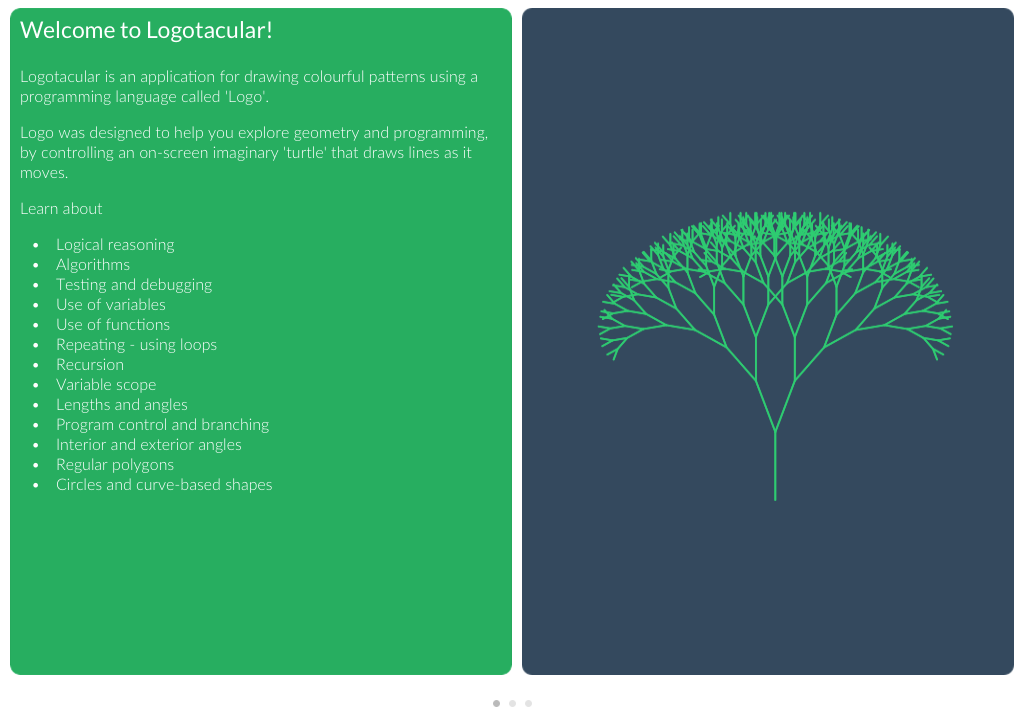 Welcome to Logotacular!
Logotacular is an application for drawing colourful patterns using a
programming language called 'Logo'.
Logo was designed to help you explore geometry and programming,
by controlling an on-screen imaginary 'turtle' that draws lines as it
moves.
Learn about
• Logical reasoning
• Algorithms
• Testing and debugging
• Use of variables
• Use of functions
• Repeating - using loops
• Recursion
• Variable scope
• Lengths and angles
• Program control and branching
• Interior and exterior angles
• Regular polygons
• Circles and curve-based shapes